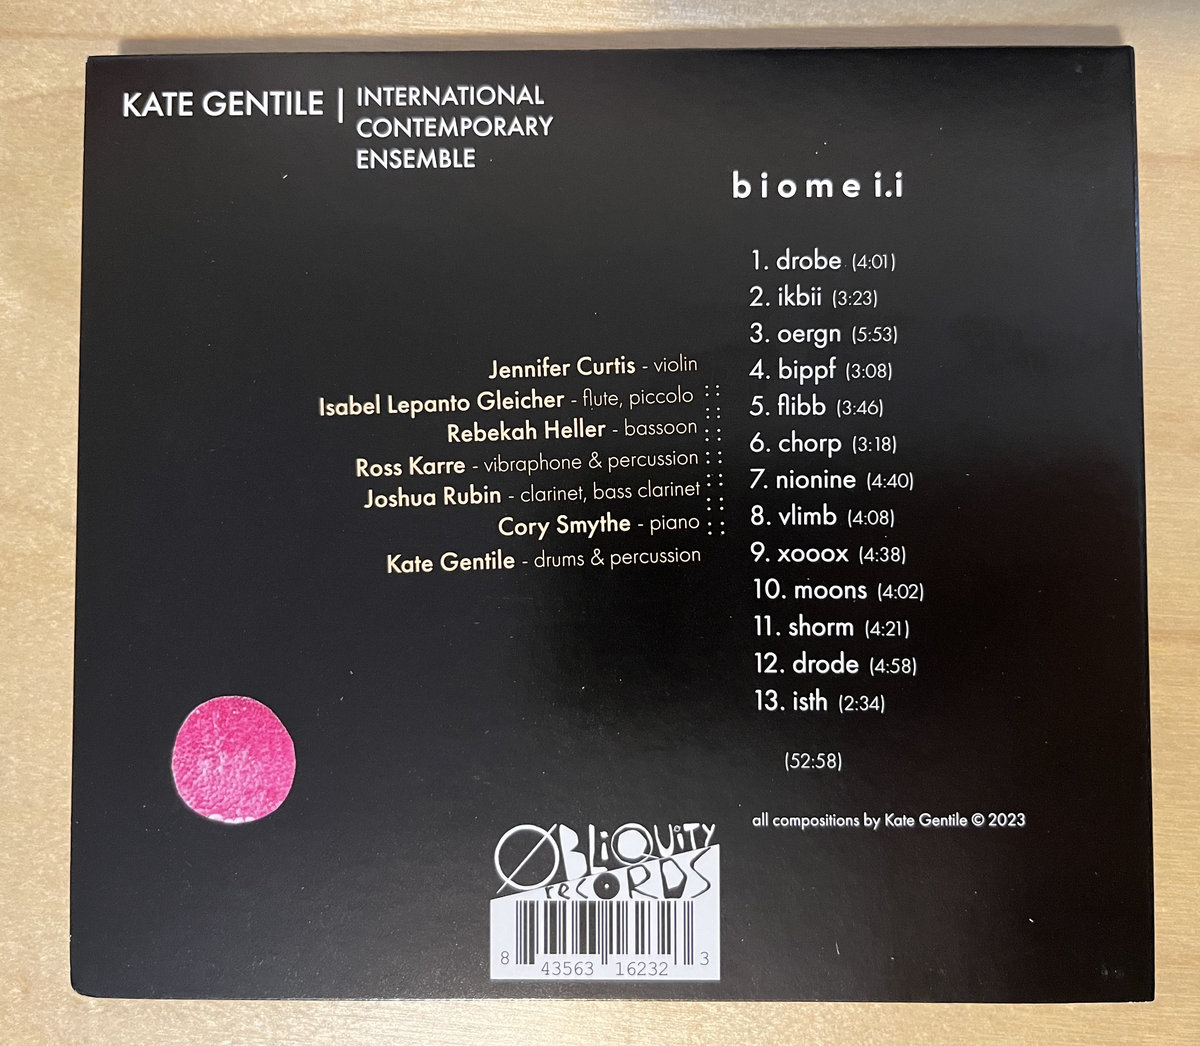 KATE GENTILE | INTERNATIONAL
CONTEMPORARY
ENSEMBLE
biome i.i
1. drobe (4:01)
2. ikbii (3:23)
3. oergn (5:53)
4. bippf (3:08)
5. flibb (3:46)
6. chorp (3:18)
7. nionine (4:40)
8. vlimb (4:08)
9. xooox (4:38)
10. moons (4:02)
11. shorm (4:21)
12. drode (4:58)
13. isth (2:34)
(52:58)
Jennifer Curtis - violin
Isabel Lepanto Gleicher - flute, piccolo
Rebekah Heller - bassoon
Ross Karre - vibraphone & percussion
Joshua Rubin - clarinet, bass clarinet
Cory Smythe - piano
Kate Gentile - drums & percussion
all compositions by Kate Gentile © 2023
ØBLiQUiTY
recORDS
8 43563 16232 3